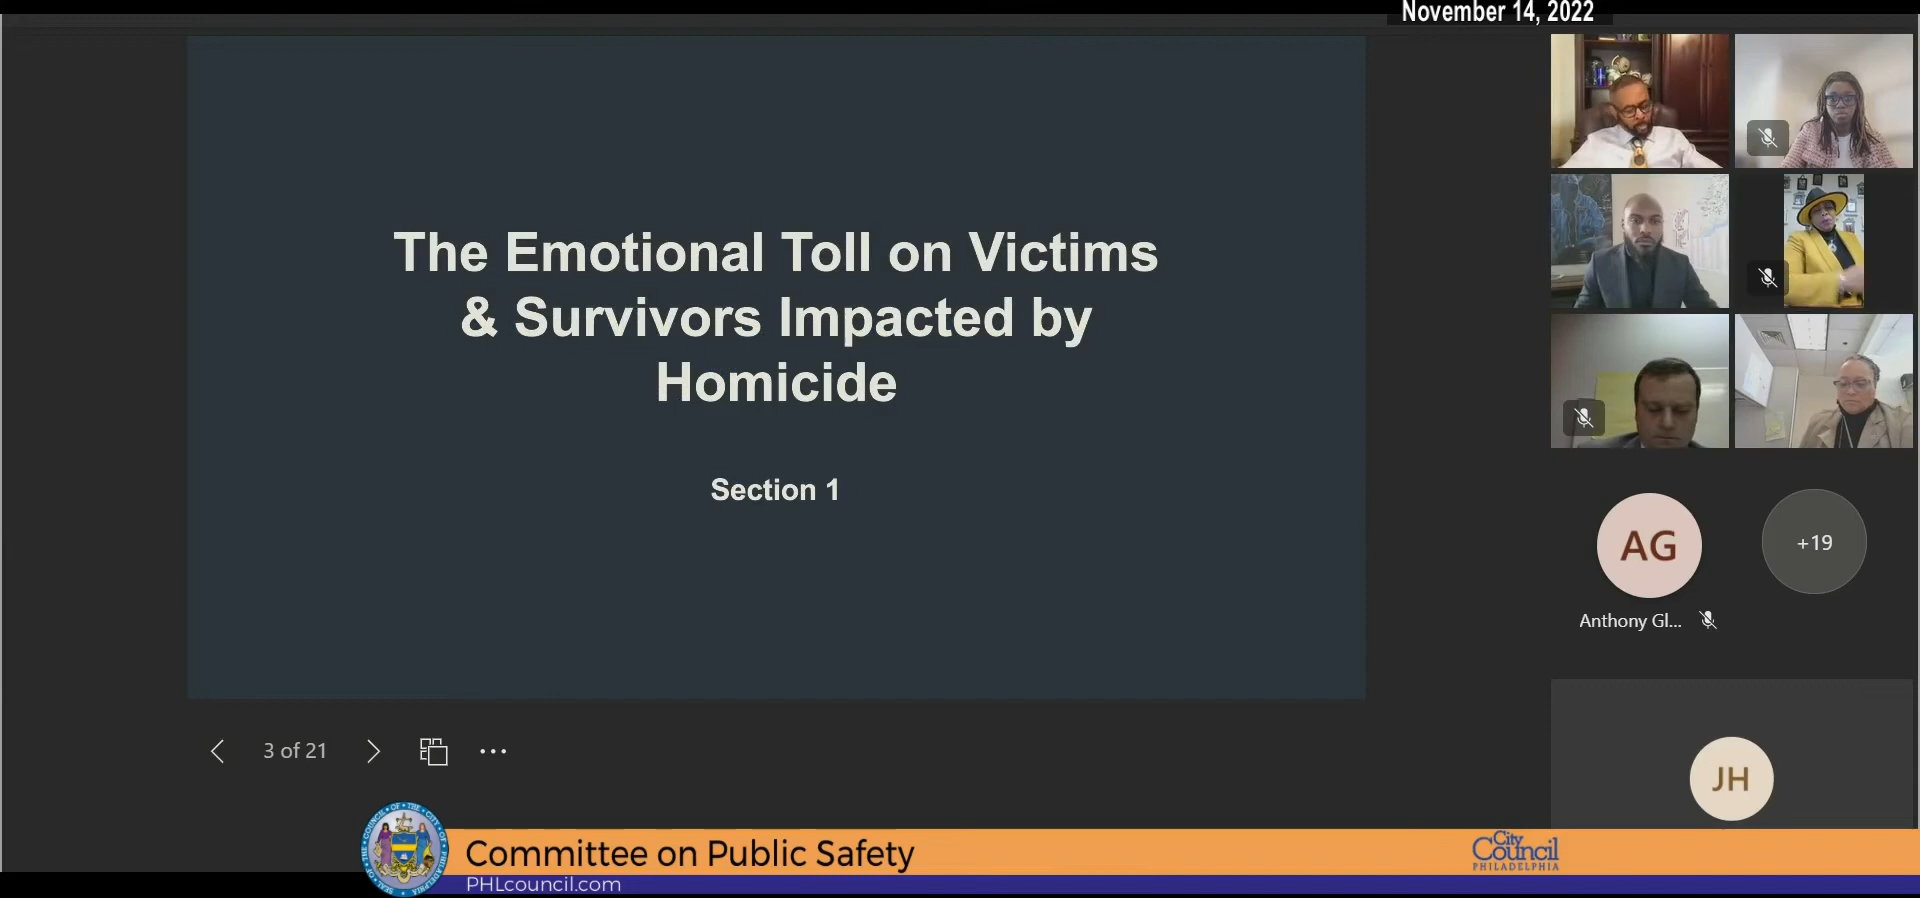 November 14, 2022
The Emotional Toll on Victims
& Survivors Impacted by
Homicide
Section 1
AG
+19
Anthony Gl...
3 of 21
JH
Committee on Public Safety
PHLcouncil.com
City
Council
PHILADELPHIA